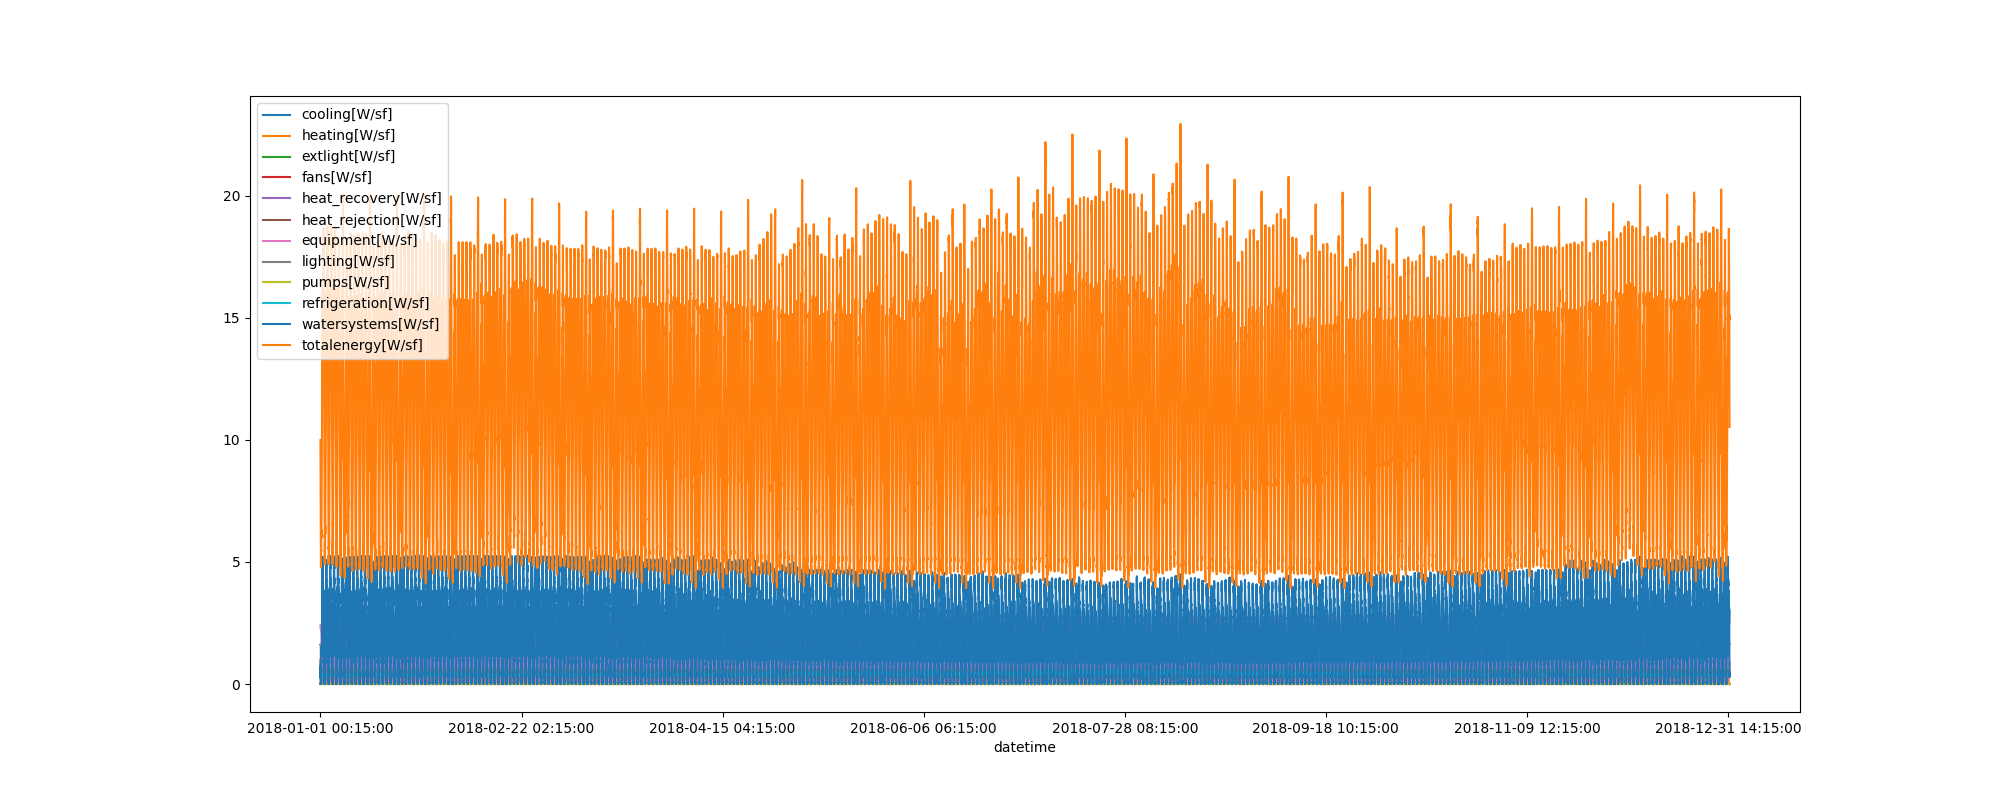 cooling[W/sf]
heating[W/sf]
extlight[W/sf]
fans[W/sf]
heat_recovery[W/sf]
heat_rejection[W/sf]
equipment[W/sf]
lighting[W/sf]
pumps[W/sf]
refrigeration[W/sf]
watersystems[W/sf]
totalenergy[W/sf]
20
15
10
5
0
2018-01-01 00:15:00 2018-02-22 02:15:00 2018-04-15 04:15:00 2018-06-06 06:15:00 2018-07-28 08:15:00 2018-09-18 10:15:00 2018-11-09 12:15:00 2018-12-31 14:15:00
datetime